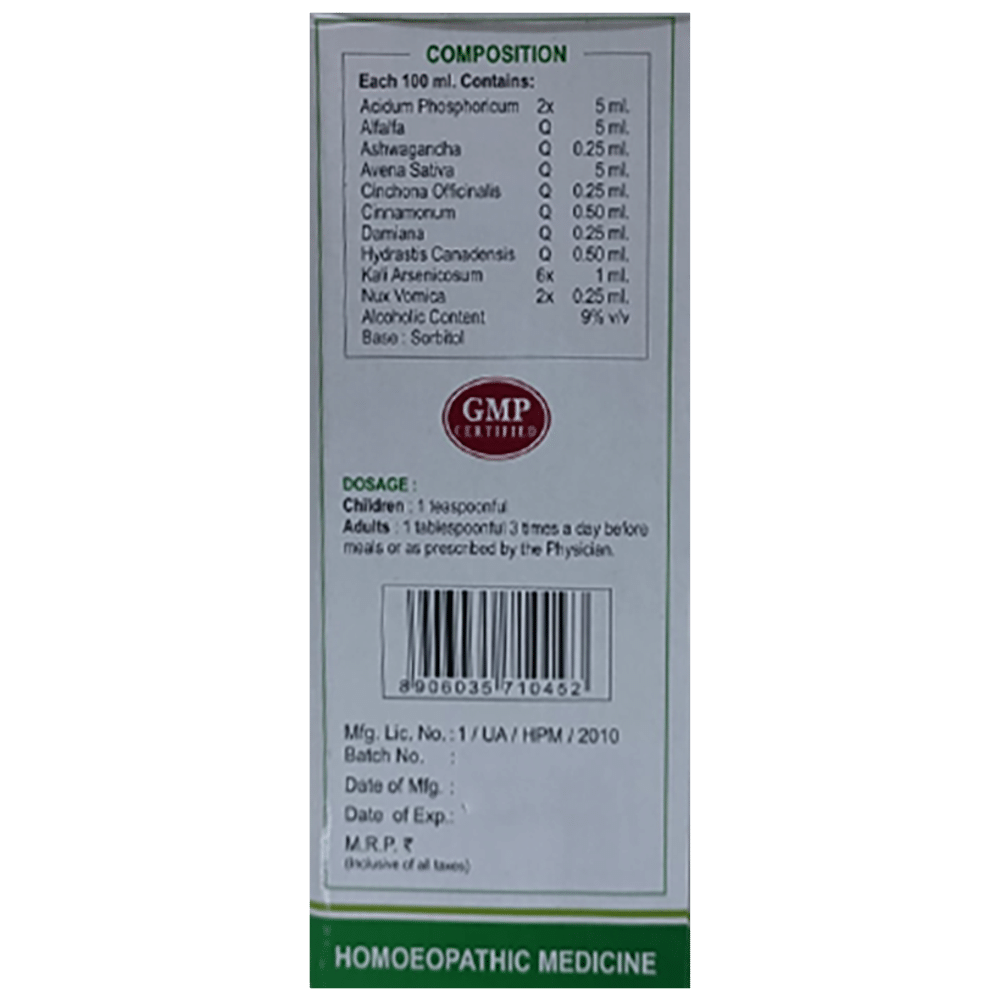 COMPOSITION
Each 100 ml. Contains:
Acidum Phosphoricum 2x 5 ml.
Alfalfa Q 5 ml.
Ashwagandha Q 0.25 ml.
Avena Sativa Q 5 ml.
Cinchona Officinalis Q 0.25 ml.
Cinnamonum Q 0.50 ml.
Damiana Q 0.25 ml.
Hydrastis Canadensis Q 0.50 ml.
Kali Arsenicosum 6x 1 ml.
Nux Vomica 2x 0.25 ml.
Alcoholic Content 9% v/v
Base : Sorbitol
GMP
CERTIFIED
DOSAGE :
Children : 1 teaspoonful
Adults : 1 tablespoonful 3 times a day before
meals or as prescribed by the Physician.
8906035710452
Mfg. Lic. No. : 1 / UA / HPM / 2010
Batch No. :
Date of Mfg. :
Date of Exp.:
M.R.P. ₹
(Inclusive of all taxes)
HOMOEOPATHIC MEDICINE